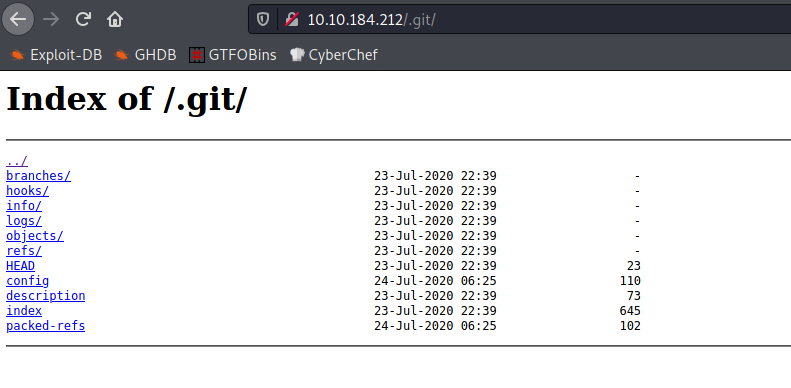 10.10.184.212/.git/
Exploit-DB GHDB GTFOBins CyberChef
Index of /.git/
../
branches/ 23-Jul-2020 22:39 -
hooks/ 23-Jul-2020 22:39 -
info/ 23-Jul-2020 22:39 -
logs/ 23-Jul-2020 22:39 -
objects/ 23-Jul-2020 22:39 -
refs/ 23-Jul-2020 22:39 -
HEAD 23-Jul-2020 22:39 23
config 24-Jul-2020 06:25 110
description 23-Jul-2020 22:39 73
index 23-Jul-2020 22:39 645
packed-refs 24-Jul-2020 06:25 102